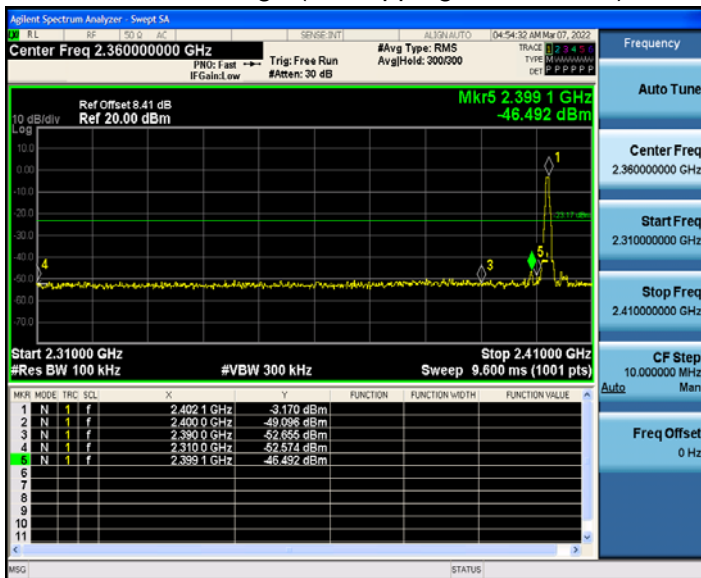 Agilent Spectrum Analyzer - Swept SA
RL RF 50 Ω AC SENSE:INT ALIGNAUTO 04:54:32 AM Mar 07, 2022
Center Freq 2.360000000 GHz
PNO: Fast
IFGain:Low
Trig: Free Run
#Atten: 30 dB
#Avg Type: RMS
Avg|Hold: 300/300
TRACE 1 2 3 4 5 6
TYPE M
DET P P P P P P
Ref Offset 8.41 dB
10 dB/div Ref 20.00 dBm
Log
Mkr5 2.399 1 GHz
-46.492 dBm
10.0
0.00
-10.0
-20.0
-30.0
-40.0
-50.0
-60.0
-70.0
1
-23.17 dBm
5
3
4
Start 2.31000 GHz Stop 2.41000 GHz
#Res BW 100 kHz #VBW 300 kHz Sweep 9.600 ms (1001 pts)
MKR MODE TRC SCL X Y FUNCTION FUNCTION WIDTH FUNCTION VALUE
1 N 1 f 2.402 1 GHz -3.170 dBm
2 N 1 f 2.400 0 GHz -49.096 dBm
3 N 1 f 2.390 0 GHz -52.655 dBm
4 N 1 f 2.310 0 GHz -52.574 dBm
5 N 1 f 2.399 1 GHz -46.492 dBm
6
7
8
9
10
11
MSG STATUS
Frequency
Auto Tune
Center Freq
2.360000000 GHz
Start Freq
2.310000000 GHz
Stop Freq
2.410000000 GHz
CF Step
10.000000 MHz
Auto Man
Freq Offset
0 Hz